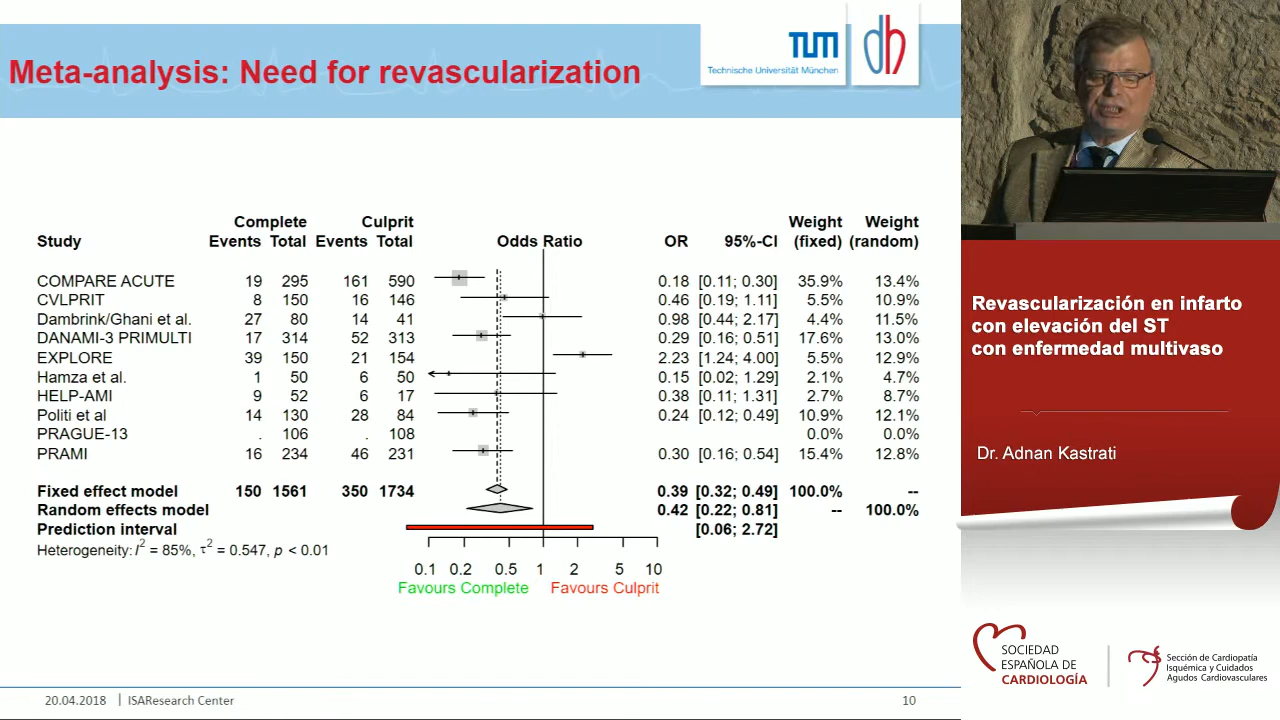 Meta-analysis: Need for revascularization
TUM
Technische Universität München
Complete Culprit Weight Weight
Study Events Total Events Total Odds Ratio OR 95%-CI (fixed) (random)
COMPARE ACUTE 19 295 161 590 0.18 [0.11; 0.30] 35.9% 13.4%
CVLPRIT 8 150 16 146 0.46 [0.19; 1.11] 5.5% 10.9%
Dambrink/Ghani et al. 27 80 14 41 0.98 [0.44; 2.17] 4.4% 11.5%
DANAMI-3 PRIMULTI 17 314 52 313 0.29 [0.16; 0.51] 17.6% 13.0%
EXPLORE 39 150 21 154 2.23 [1.24; 4.00] 5.5% 12.9%
Hamza et al. 1 50 6 50 0.15 [0.02; 1.29] 2.1% 4.7%
HELP-AMI 9 52 6 17 0.38 [0.11; 1.31] 2.7% 8.7%
Politi et al 14 130 28 84 0.24 [0.12; 0.49] 10.9% 12.1%
PRAGUE-13 . 106 . 108 0.0% 0.0%
PRAMI 16 234 46 231 0.30 [0.16; 0.54] 15.4% 12.8%
Fixed effect model 150 1561 350 1734 0.39 [0.32; 0.49] 100.0% --
Random effects model 0.42 [0.22; 0.81] -- 100.0%
Prediction interval [0.06; 2.72]
Heterogeneity: I² = 85%, τ² = 0.547, p < 0.01
0.1 0.2 0.5 1 2 5 10
Favours Complete Favours Culprit
20.04.2018 | ISAResearch Center 10
Revascularización en infarto
con elevación del ST
con enfermedad multivaso
Dr. Adnan Kastrati
SOCIEDAD
ESPAÑOLA DE
CARDIOLOGÍA
Sección de Cardiopatía
Isquémica y Cuidados
Agudos Cardiovasculares